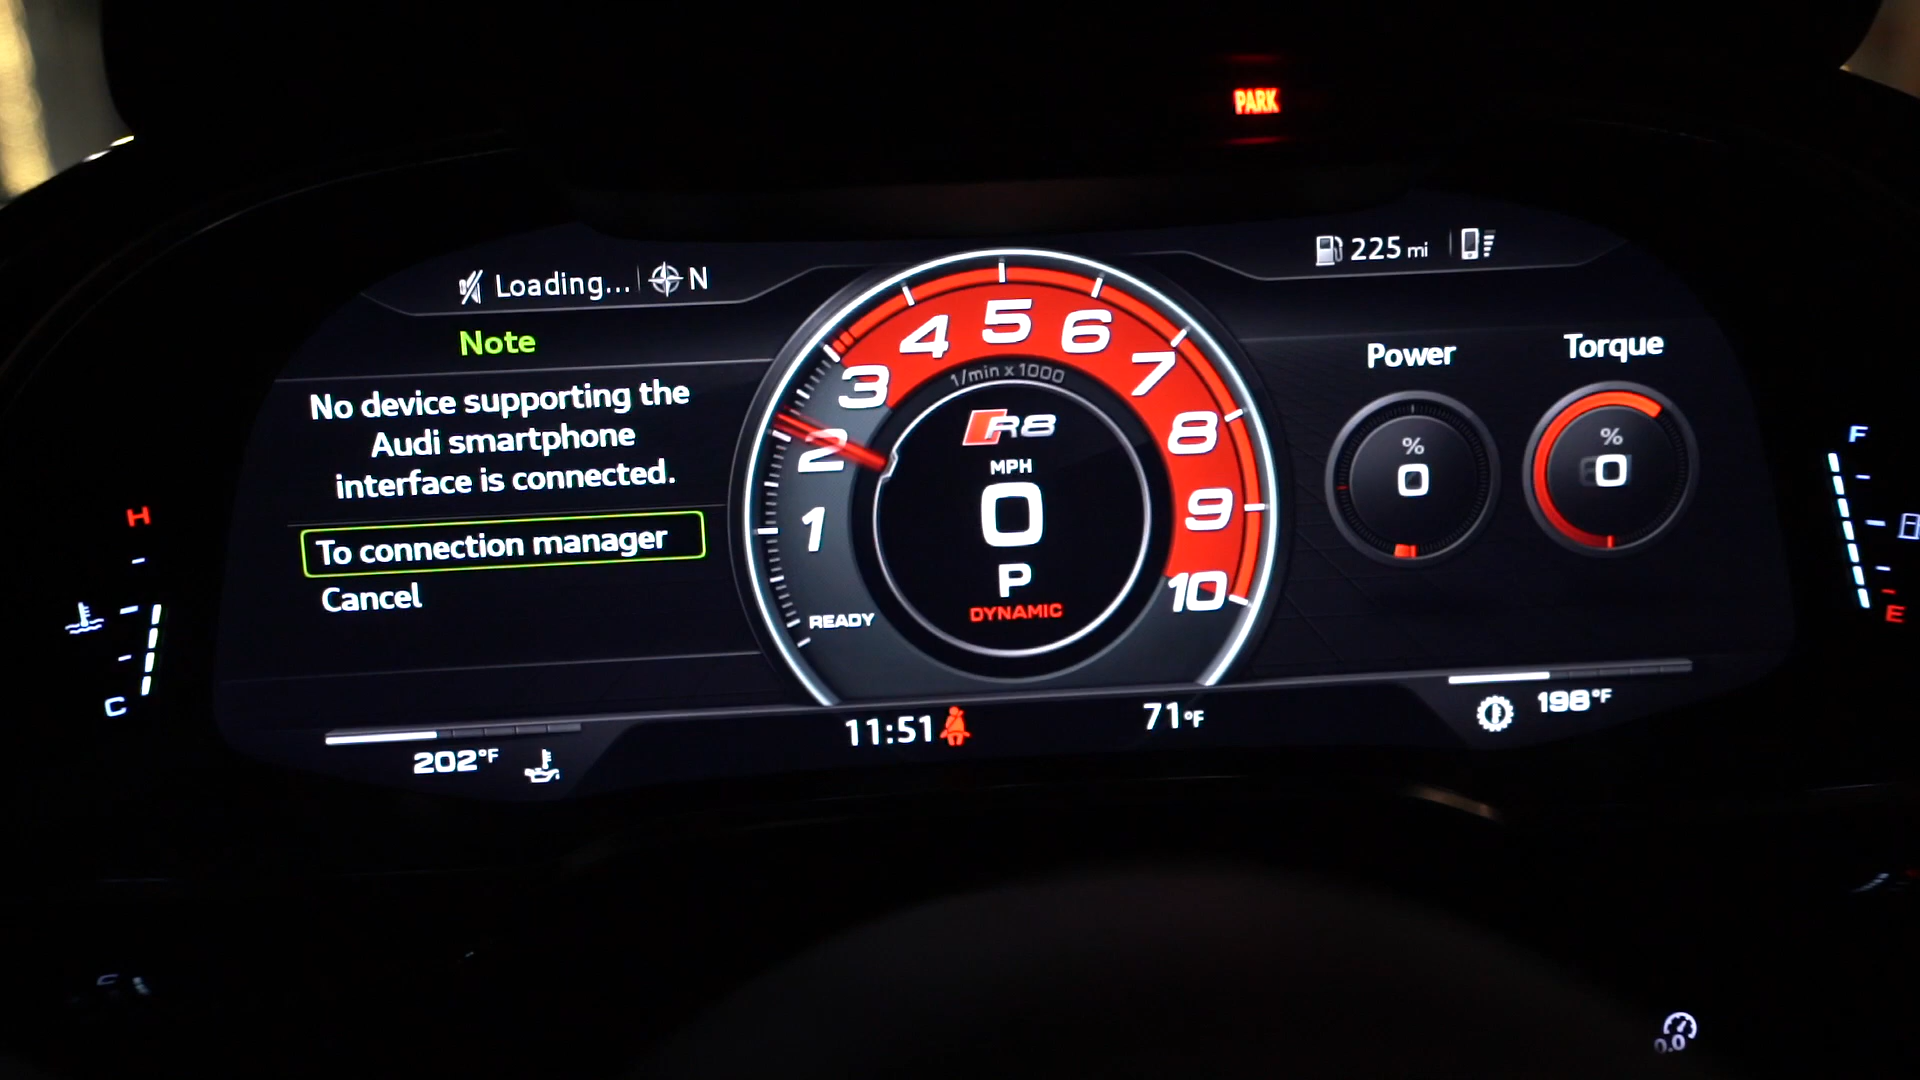 PARK
Loading... N
225 mi
Note
No device supporting the
Audi smartphone
interface is connected.
To connection manager
Cancel
1
2
3
4
5
6
7
8
9
10
1/min x 1000
R8
MPH
0
P
DYNAMIC
READY
Power
%
0
Torque
%
0
H
C
F
E
202°F
11:51
71°F
198°F
0.0